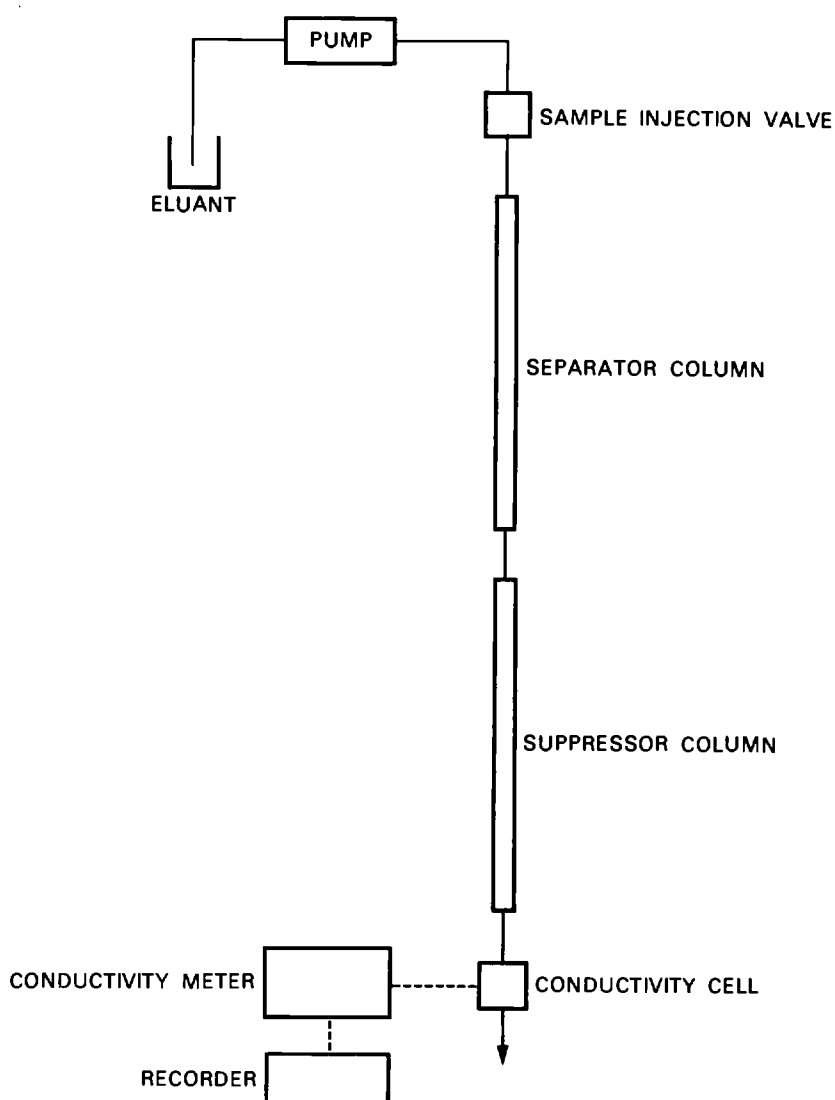 PUMP
SAMPLE INJECTION VALVE
ELUANT
SEPARATOR COLUMN
SUPPRESSOR COLUMN
CONDUCTIVITY METER
CONDUCTIVITY CELL
RECORDER